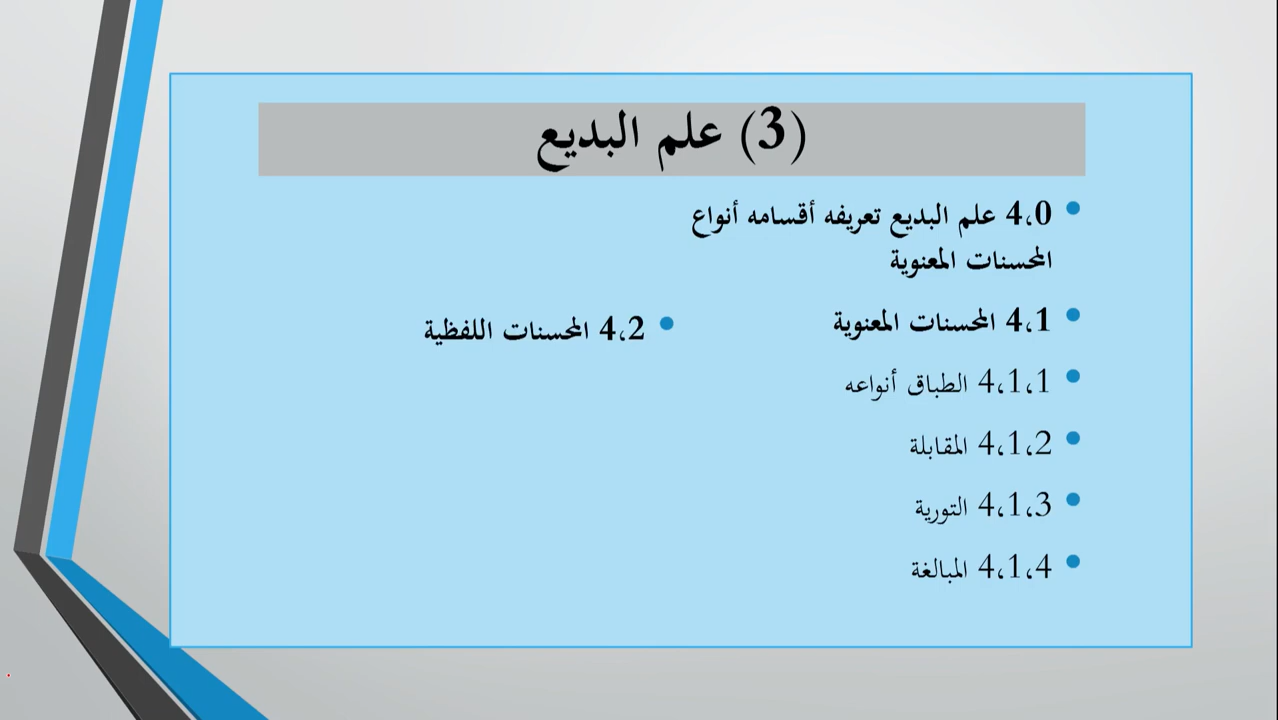 (3) علم البديع
4،0 علم البديع تعريفه أقسامه أنواع
المحسنات المعنوية
4،1 المحسنات المعنوية
4،1،1 الطباق أنواعه
4،1،2 المقابلة
4،1،3 التورية
4،1،4 المبالغة
4،2 المحسنات اللفظية